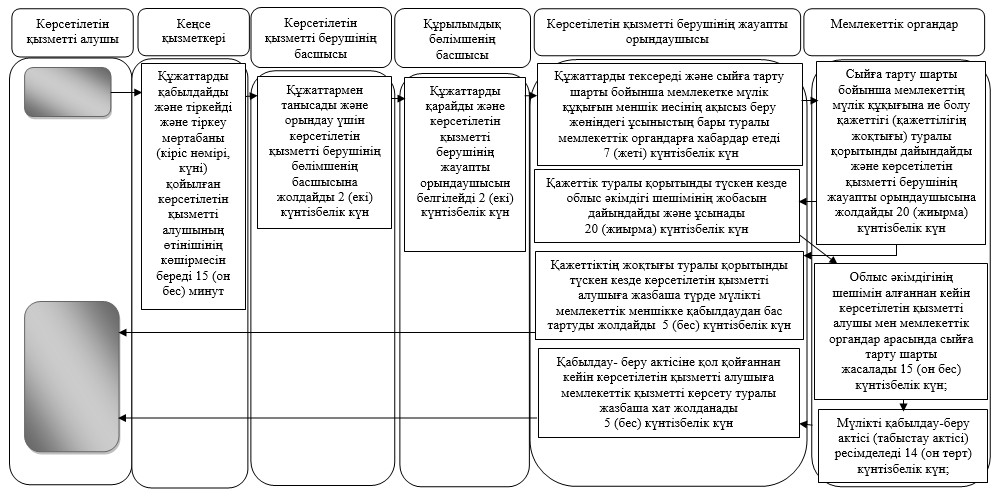 Көрсетілетін
қызметті алушы
Кеңсе
қызметкері
Көрсетілетін
қызметті берушінің
басшысы
Құрылымдық
бөлімшенің
басшысы
Көрсетілетін қызметті берушінің жауапты
орындаушысы
Мемлекеттік органдар
Құжаттарды
қабылдайды
және тіркейді
және тіркеу
мөртабаны
(кіріс нөмірі,
күні)
қойылған
көрсетілетін
қызметті
алушының
өтінішінің
көшірмесін
береді 15 (он
бес) минут
Құжаттармен
танысады және
орындау үшін
көрсетілетін
қызметті берушінің
бөлімшенің
басшысына
жолдайды 2 (екі)
күнтізбелік күн
Құжаттарды
қарайды және
көрсетілетін
қызметті
берушінің
жауапты
орындаушысын
белгілейді 2 (екі)
күнтізбелік күн
Құжаттарды тексереді және сыйға тарту
шарты бойынша мемлекетке мүлік
құқығын меншік иесінің ақысыз беру
жөніндегі ұсыныстың бары туралы
мемлекеттік органдарға хабардар етеді
7 (жеті) күнтізбелік күн
Қажеттік туралы қорытынды түскен кезде
облыс әкімдігі шешімінің жобасын
дайындайды және ұсынады
20 (жиырма) күнтізбелік күн
Қажеттіктің жоқтығы туралы қорытынды
түскен кезде көрсетілетін қызметті
алушыға жазбаша түрде мүлікті
мемлекеттік меншікке қабылдаудан бас
тартуды жолдайды 5 (бес) күнтізбелік күн
Қабылдау- беру актісіне қол қойғаннан
кейін көрсетілетін қызметті алушыға
мемлекеттік қызметті көрсету туралы
жазбаша хат жолданады
5 (бес) күнтізбелік күн
Сыйға тарту шарты
бойынша мемлекеттің
мүлік құқығына ие болу
қажеттігі (қажеттілігің
жоқтығы) туралы
қорытынды дайындайды
және көрсетілетін
қызметті берушінің
жауапты орындаушысына
жолдайды 20 (жиырма)
күнтізбелік күн
Облыс әкімдігінің
шешімін алғаннан кейін
көрсетілетін қызметті
алушы мен мемлекеттік
органдар арасында сыйға
тарту шарты
жасалады 15 (он бес)
күнтізбелік күн;
Мүлікті қабылдау-беру
актісі (табыстау актісі)
ресімделеді 14 (он төрт)
күнтізбелік күн;